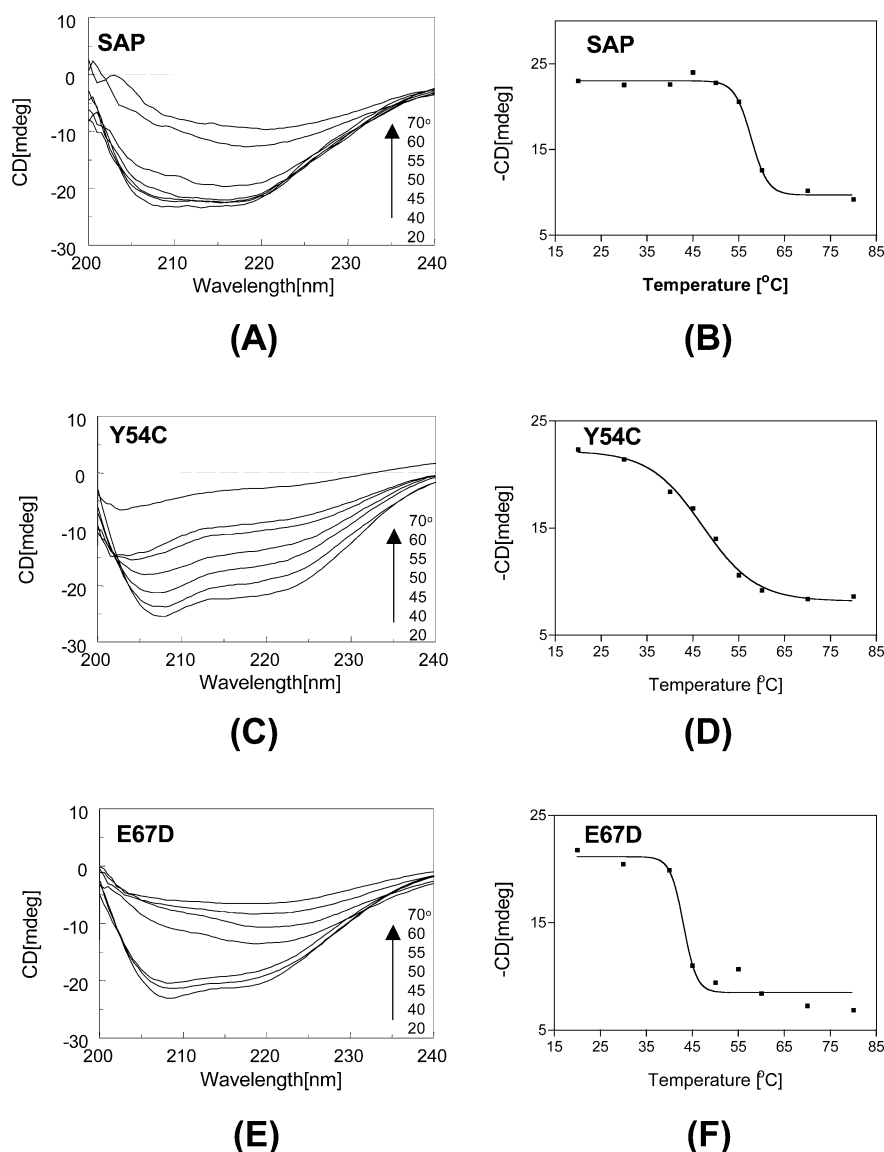 SAP
10
0
-10
-20
-30
CD[mdeg]
70°
60
55
50
45
40
20
200 210 220 230 240
Wavelength[nm]
(A)
SAP
25
15
5
-CD[mdeg]
15 25 35 45 55 65 75 85
Temperature [°C]
(B)
Y54C
10
0
-10
-20
-30
CD[mdeg]
70°
60
55
50
45
40
20
200 210 220 230 240
Wavelength[nm]
(C)
Y54C
25
15
5
-CD[mdeg]
15 25 35 45 55 65 75 85
Temperature [°C]
(D)
E67D
10
0
-10
-20
-30
CD[mdeg]
70°
60
55
50
45
40
20
200 210 220 230 240
Wavelength[nm]
(E)
E67D
25
15
5
-CD[mdeg]
15 25 35 45 55 65 75 85
Temperature [°C]
(F)